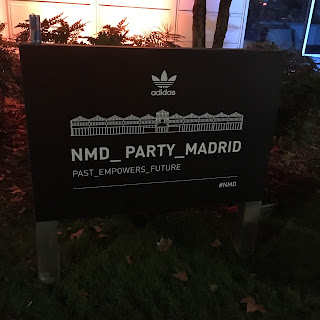 adidas
NMD_ PARTY_MADRID
PAST_EMPOWERS_FUTURE
#NMD